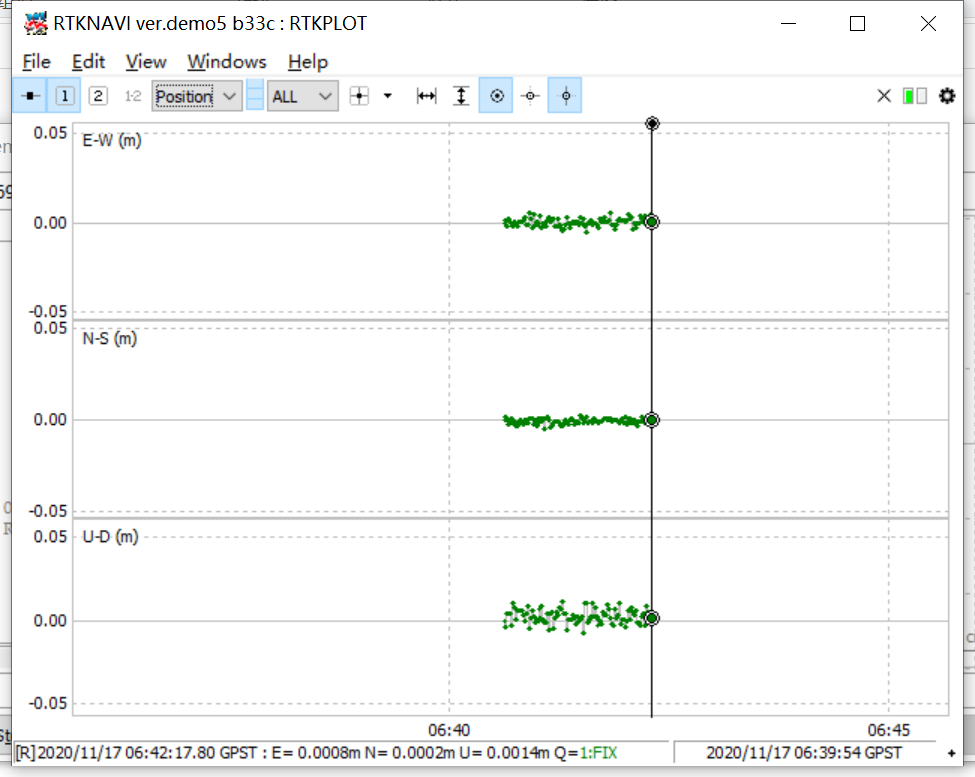 RTKNAVI ver.demo5 b33c : RTKPLOT
File Edit View Windows Help
1 2 1-2 Position ALL
0.05 E-W (m)
0.00
-0.05
0.05 N-S (m)
0.00
-0.05
0.05 U-D (m)
0.00
-0.05
06:40 06:45
[R]2020/11/17 06:42:17.80 GPST : E= 0.0008m N= 0.0002m U= 0.0014m Q=1:FIX 2020/11/17 06:39:54 GPST